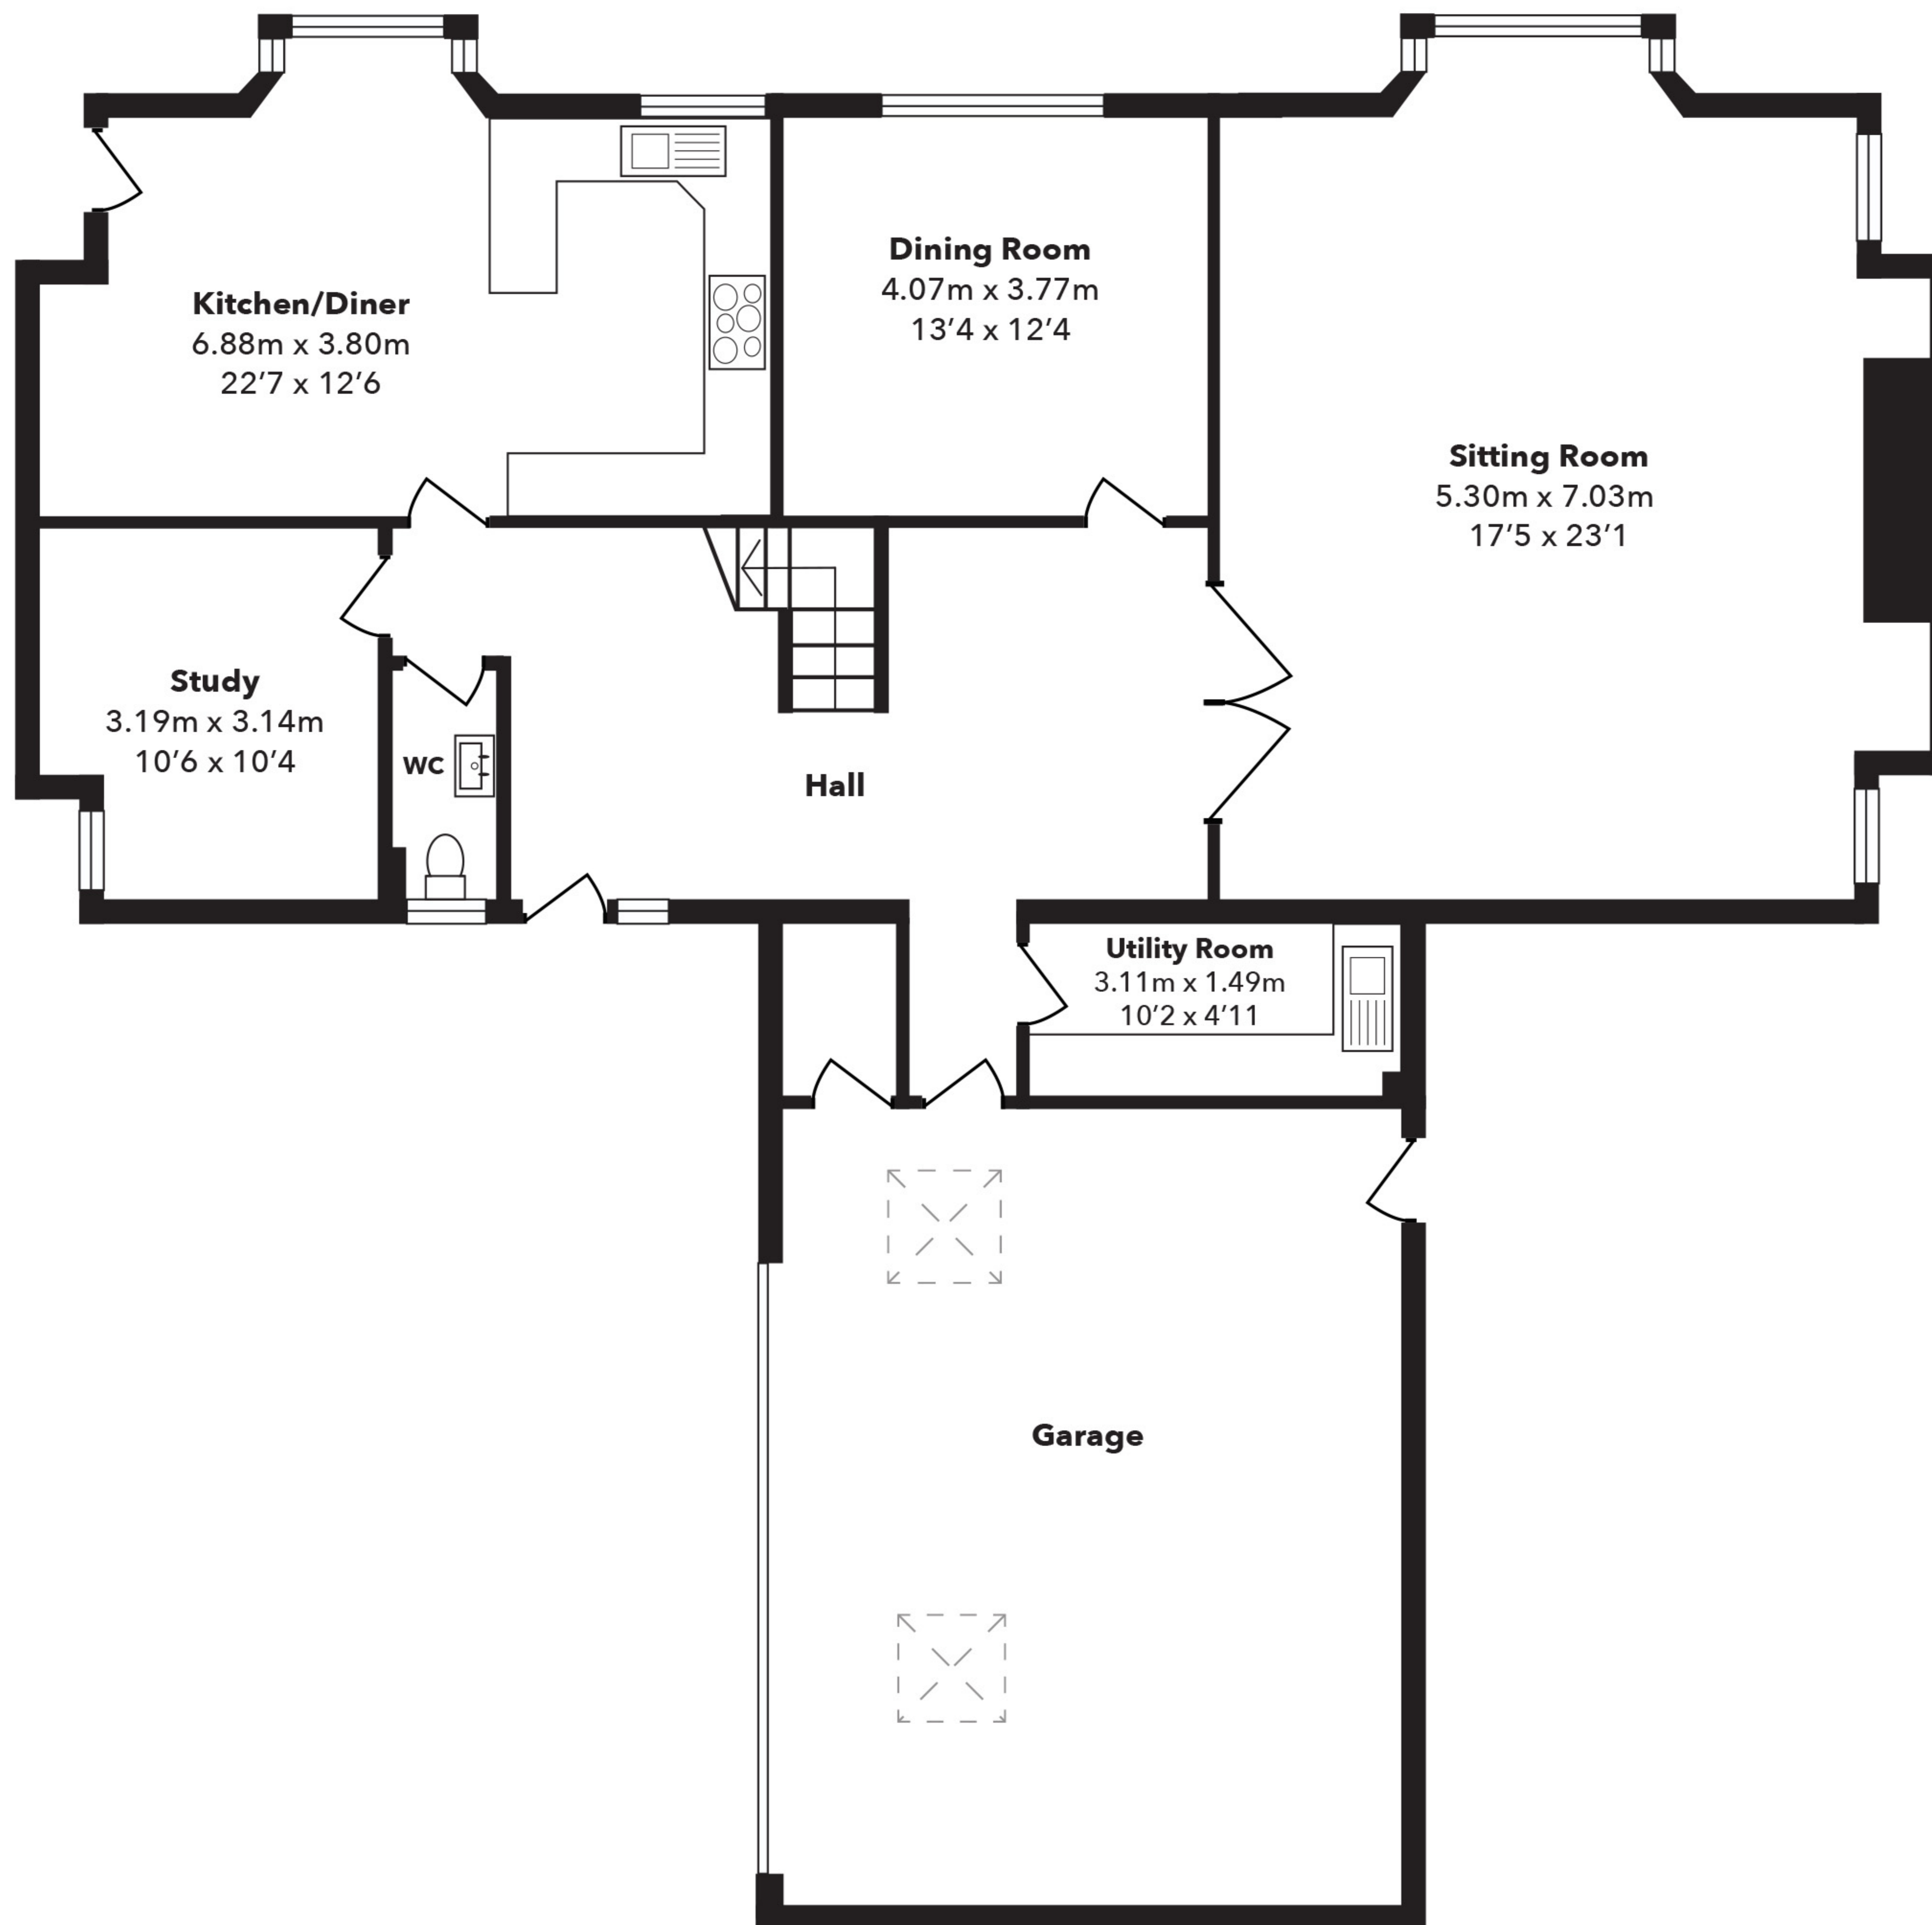 Kitchen/Diner
6.88m x 3.80m
22’7 x 12’6
Dining Room
4.07m x 3.77m
13’4 x 12’4
Sitting Room
5.30m x 7.03m
17’5 x 23’1
Study
3.19m x 3.14m
10’6 x 10’4
WC
Hall
Utility Room
3.11m x 1.49m
10’2 x 4’11
Garage